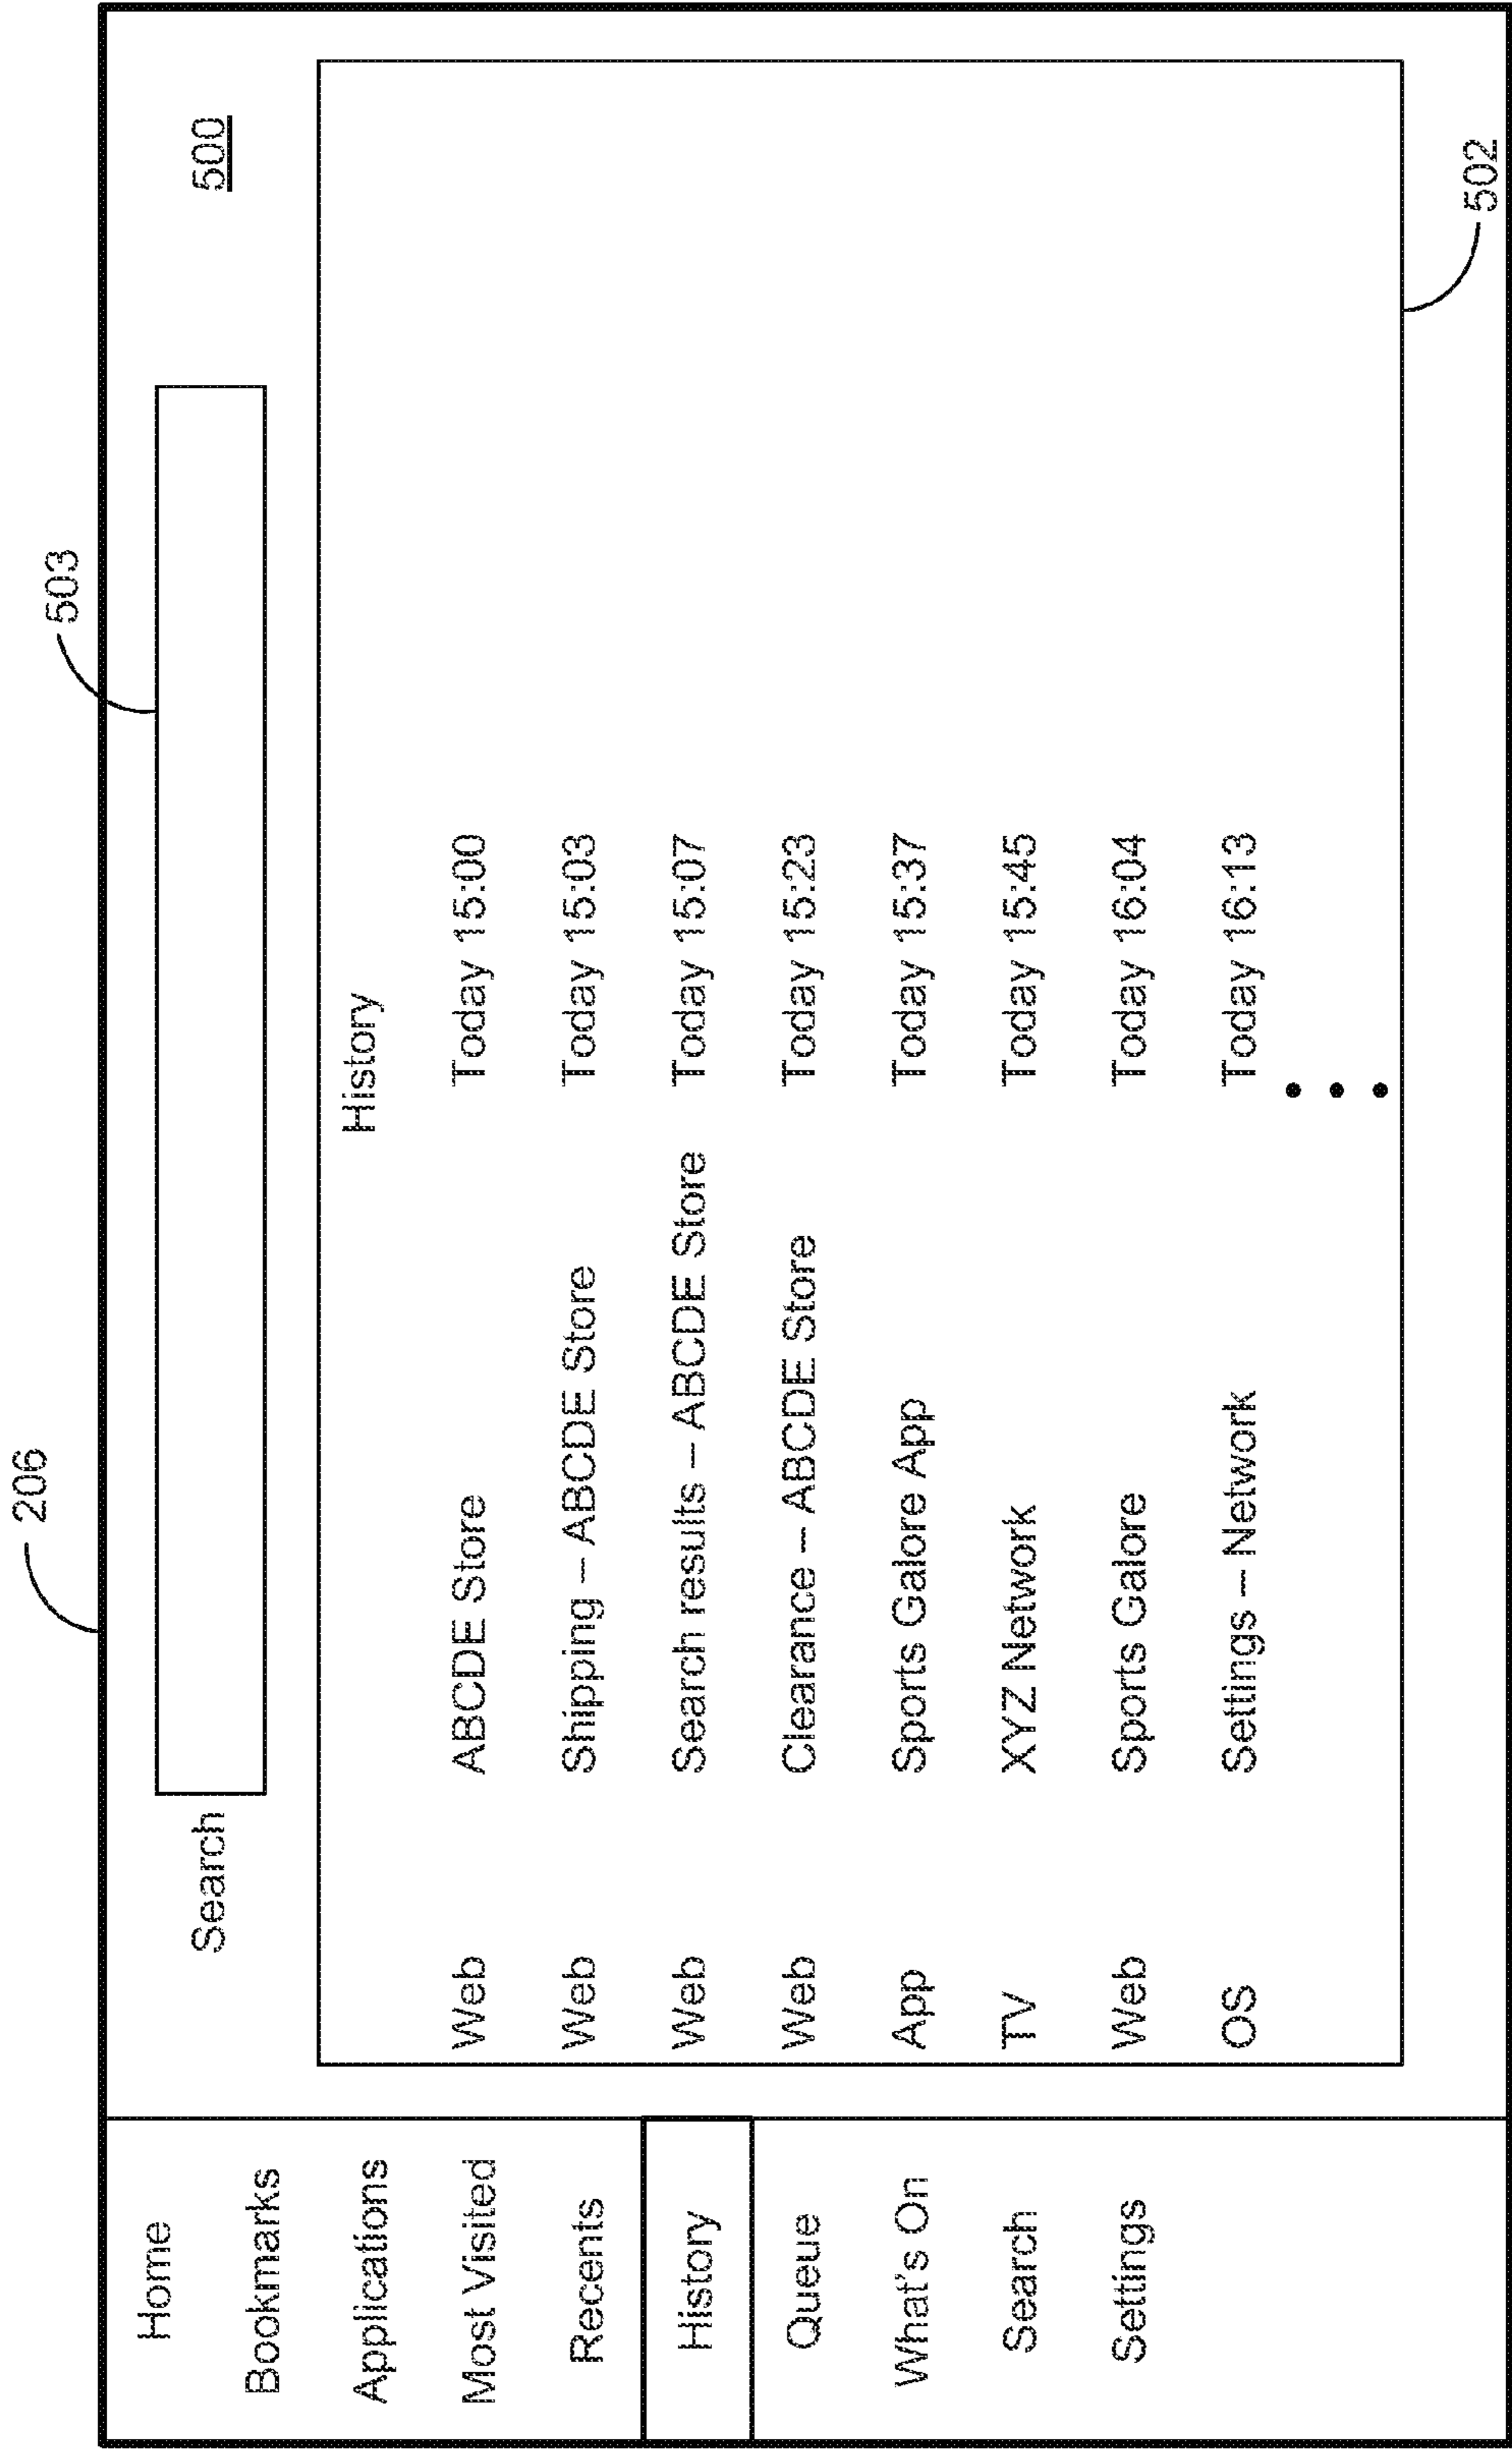 206
503
500
Search
Home
Bookmarks
Applications
Most Visited
Recents
History
Queue
What's On
Search
Settings
History
Web ABCDE Store Today 15:00
Web Shipping – ABCDE Store Today 15:03
Web Search results – ABCDE Store Today 15:07
Web Clearance – ABCDE Store Today 15:23
App Sports Galore App Today 15:37
TV XYZ Network Today 15:45
Web Sports Galore Today 16:04
OS Settings – Network Today 16:13
502